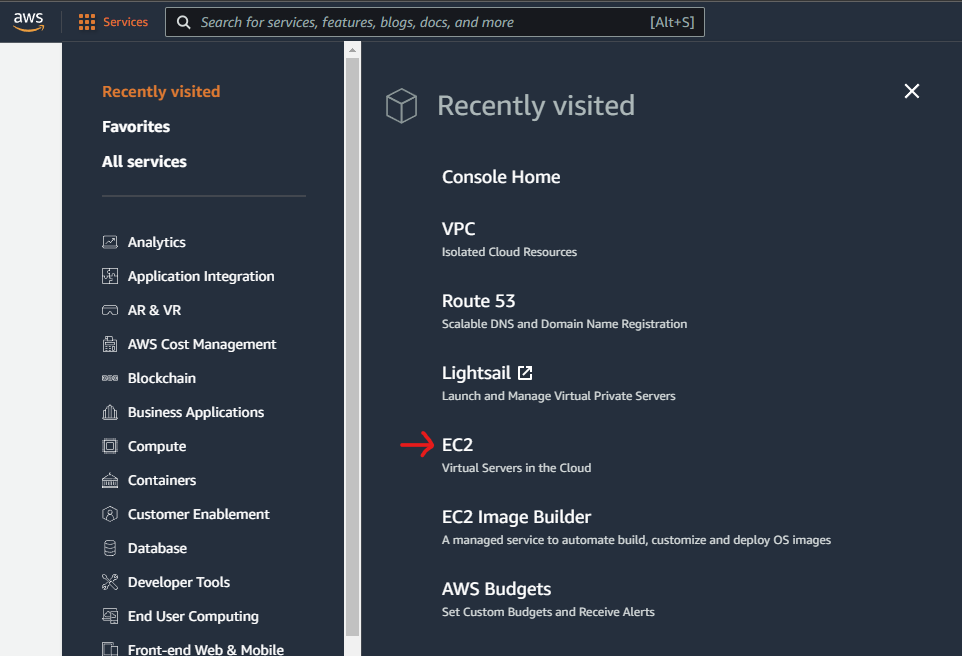 aws
Services
Search for services, features, blogs, docs, and more
[Alt+S]
Recently visited
Favorites
All services
Analytics
Application Integration
AR & VR
AWS Cost Management
Blockchain
Business Applications
Compute
Containers
Customer Enablement
Database
Developer Tools
End User Computing
Front-end Web & Mobile
Recently visited
Console Home
VPC
Isolated Cloud Resources
Route 53
Scalable DNS and Domain Name Registration
Lightsail
Launch and Manage Virtual Private Servers
EC2
Virtual Servers in the Cloud
EC2 Image Builder
A managed service to automate build, customize and deploy OS images
AWS Budgets
Set Custom Budgets and Receive Alerts